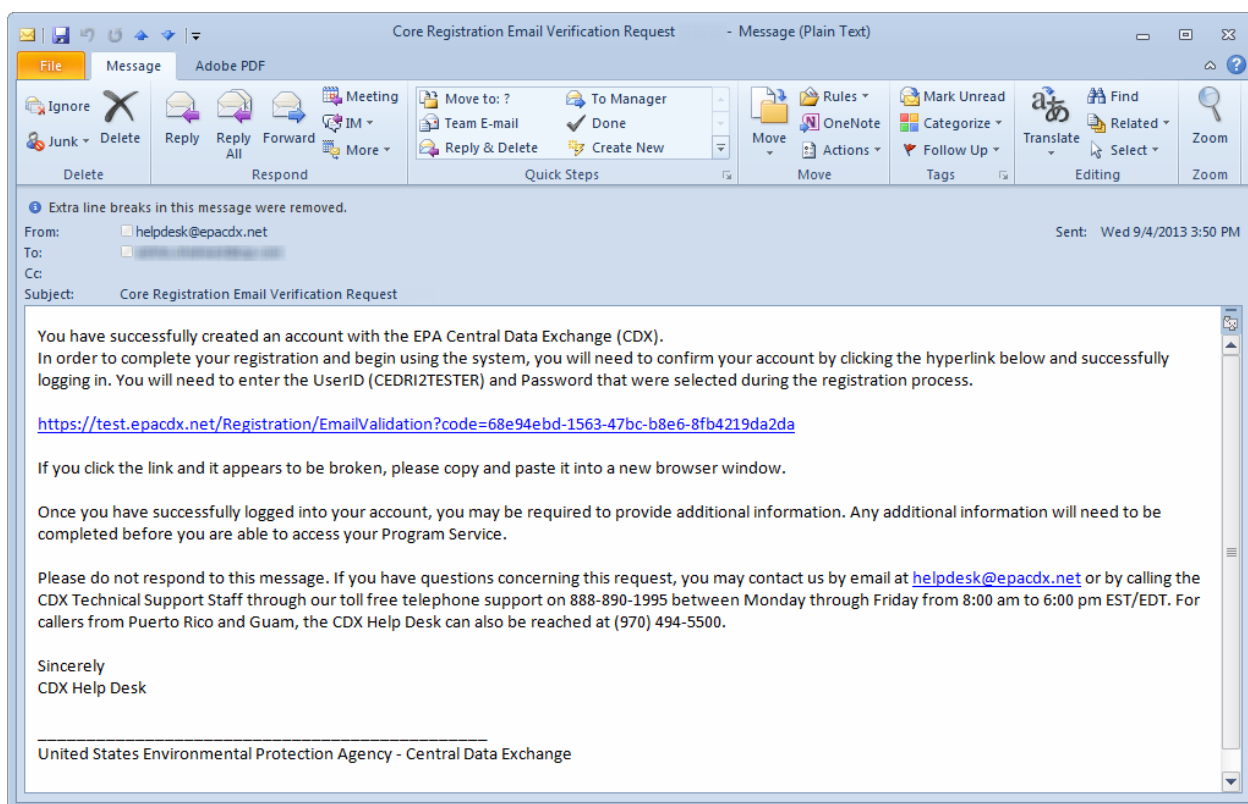 Core Registration Email Verification Request - Message (Plain Text)
File Message Adobe PDF
Ignore
Junk
Delete
Reply
Reply All
Forward
Meeting
IM
More
Move to: ?
To Manager
Team E-mail
Done
Reply & Delete
Create New
Move
Rules
OneNote
Actions
Mark Unread
Categorize
Follow Up
Translate
Find
Related
Select
Zoom
Delete Respond Quick Steps Move Tags Editing Zoom
Extra line breaks in this message were removed.
From: helpdesk@epacdx.net Sent: Wed 9/4/2013 3:50 PM
To:
Cc:
Subject: Core Registration Email Verification Request
You have successfully created an account with the EPA Central Data Exchange (CDX).
In order to complete your registration and begin using the system, you will need to confirm your account by clicking the hyperlink below and successfully
logging in. You will need to enter the UserID (CEDRI2TESTER) and Password that were selected during the registration process.
https://test.epacdx.net/Registration/EmailValidation?code=68e94ebd-1563-47bc-b8e6-8fb4219da2da
If you click the link and it appears to be broken, please copy and paste it into a new browser window.
Once you have successfully logged into your account, you may be required to provide additional information. Any additional information will need to be
completed before you are able to access your Program Service.
Please do not respond to this message. If you have questions concerning this request, you may contact us by email at helpdesk@epacdx.net or by calling the
CDX Technical Support Staff through our toll free telephone support on 888-890-1995 between Monday through Friday from 8:00 am to 6:00 pm EST/EDT. For
callers from Puerto Rico and Guam, the CDX Help Desk can also be reached at (970) 494-5500.
Sincerely
CDX Help Desk
United States Environmental Protection Agency - Central Data Exchange